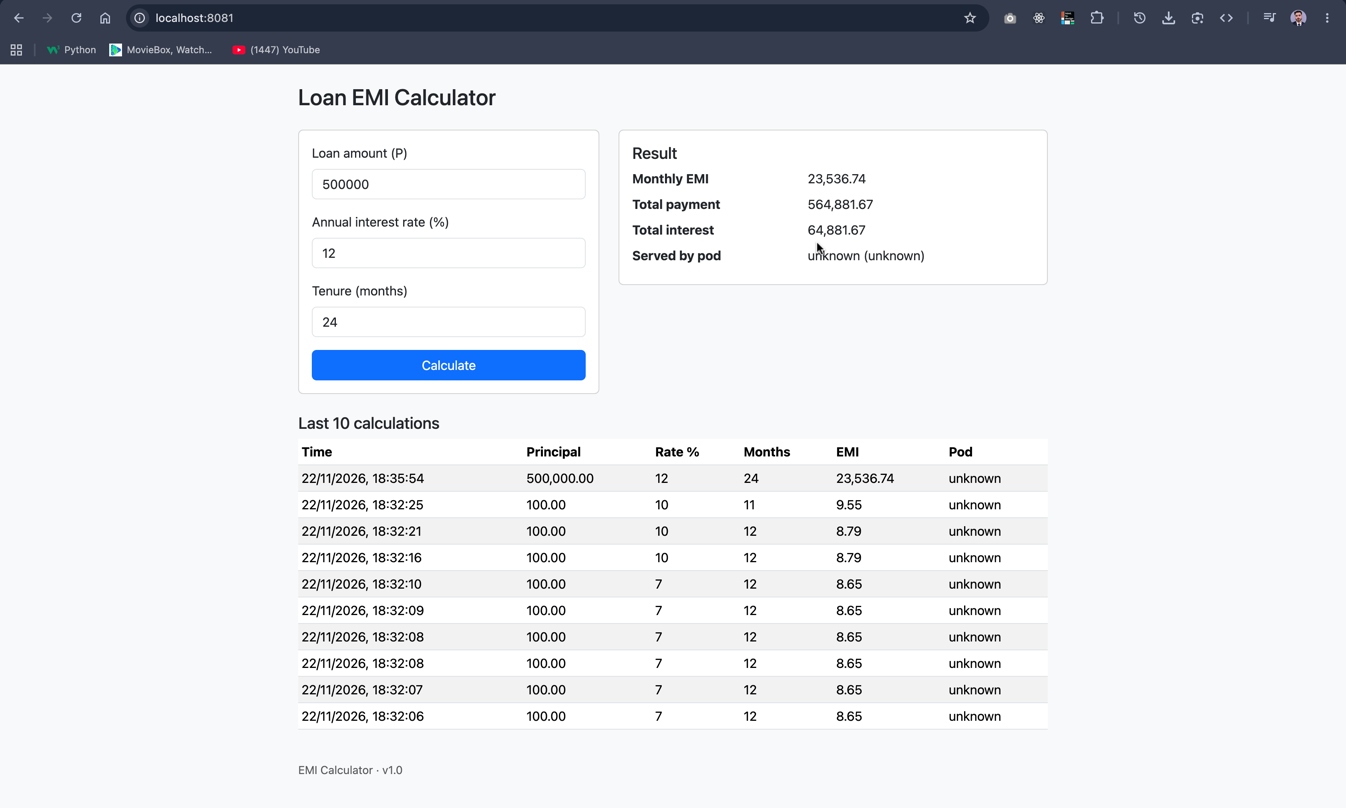 localhost:8081
Python
MovieBox, Watch...
(1447) YouTube
Loan EMI Calculator
Loan amount (P)
500000
Annual interest rate (%)
12
Tenure (months)
24
Calculate
Result
Monthly EMI 23,536.74
Total payment 564,881.67
Total interest 64,881.67
Served by pod unknown (unknown)
Last 10 calculations
Time Principal Rate % Months EMI Pod
22/11/2026, 18:35:54 500,000.00 12 24 23,536.74 unknown
22/11/2026, 18:32:25 100.00 10 11 9.55 unknown
22/11/2026, 18:32:21 100.00 10 12 8.79 unknown
22/11/2026, 18:32:16 100.00 10 12 8.79 unknown
22/11/2026, 18:32:10 100.00 7 12 8.65 unknown
22/11/2026, 18:32:09 100.00 7 12 8.65 unknown
22/11/2026, 18:32:08 100.00 7 12 8.65 unknown
22/11/2026, 18:32:08 100.00 7 12 8.65 unknown
22/11/2026, 18:32:07 100.00 7 12 8.65 unknown
22/11/2026, 18:32:06 100.00 7 12 8.65 unknown
EMI Calculator · v1.0